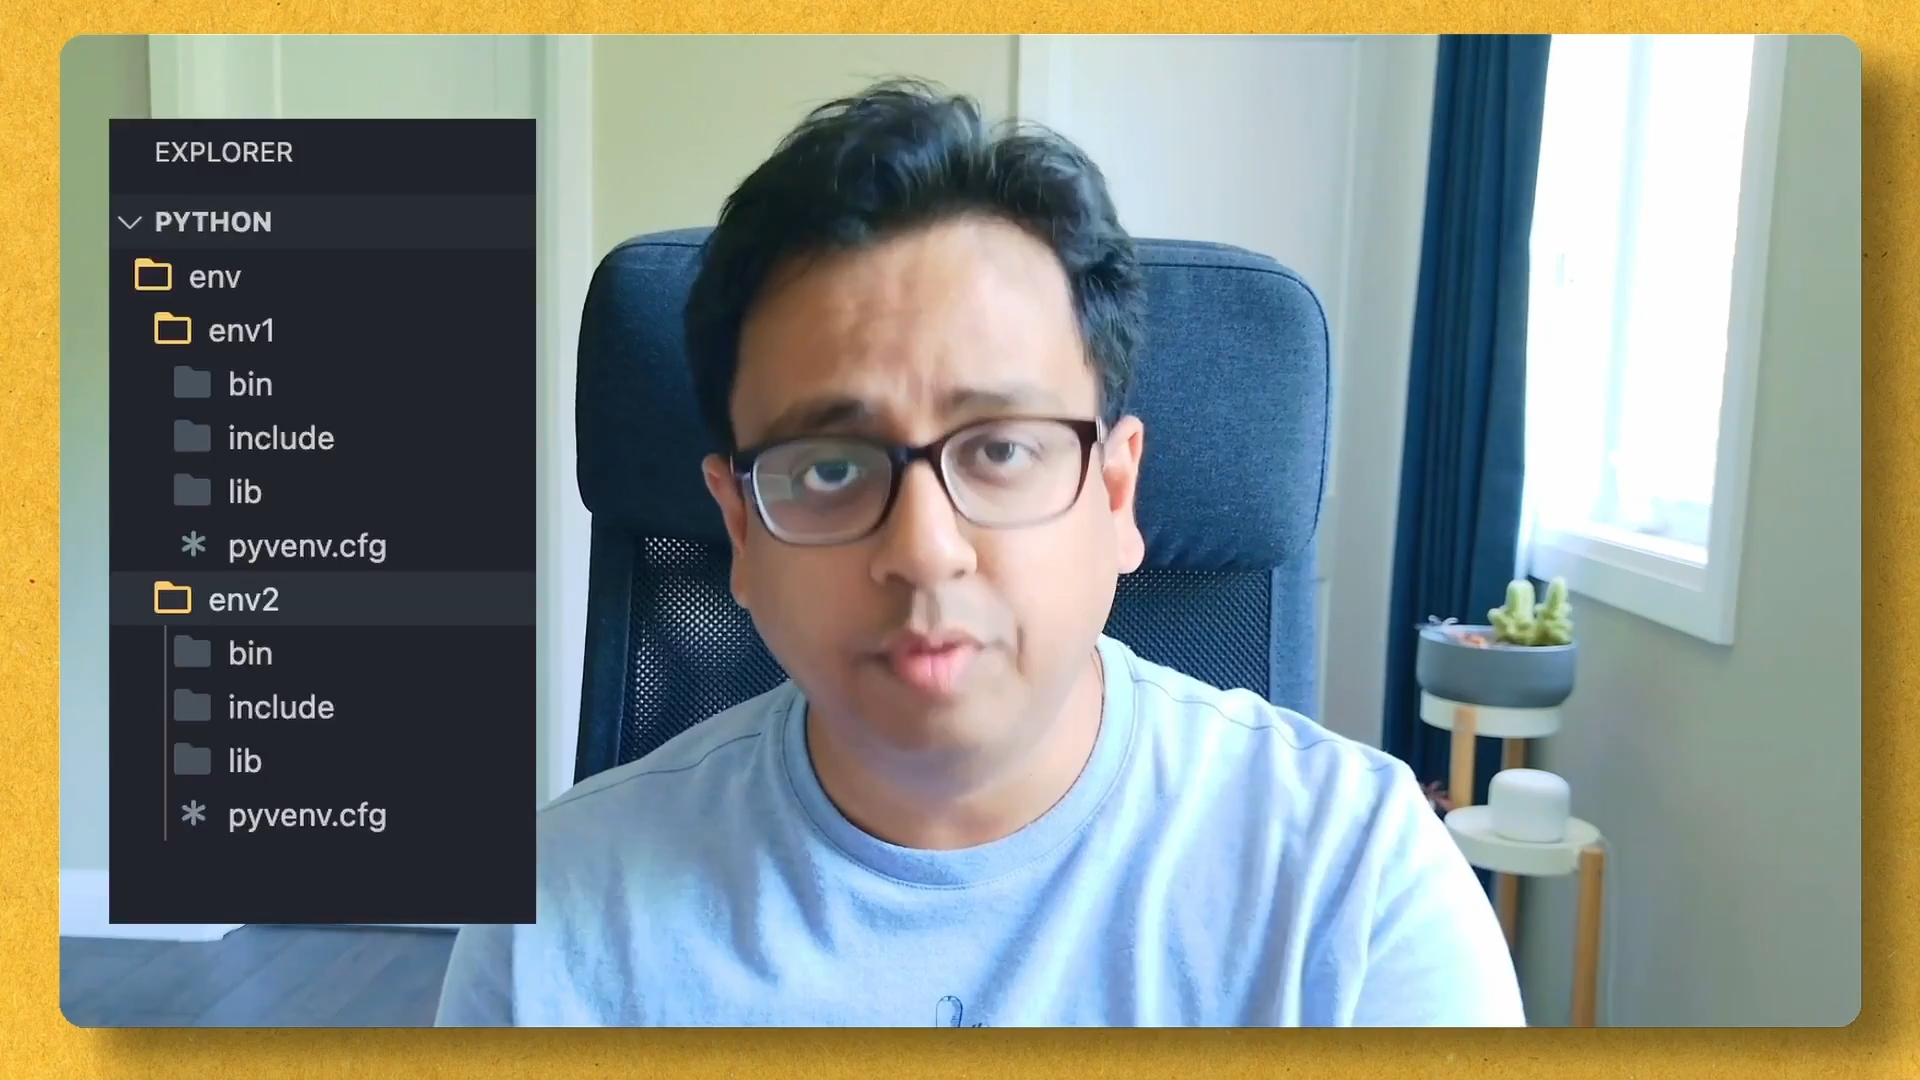 EXPLORER
PYTHON
env
env1
bin
include
lib
pyvenv.cfg
env2
bin
include
lib
pyvenv.cfg